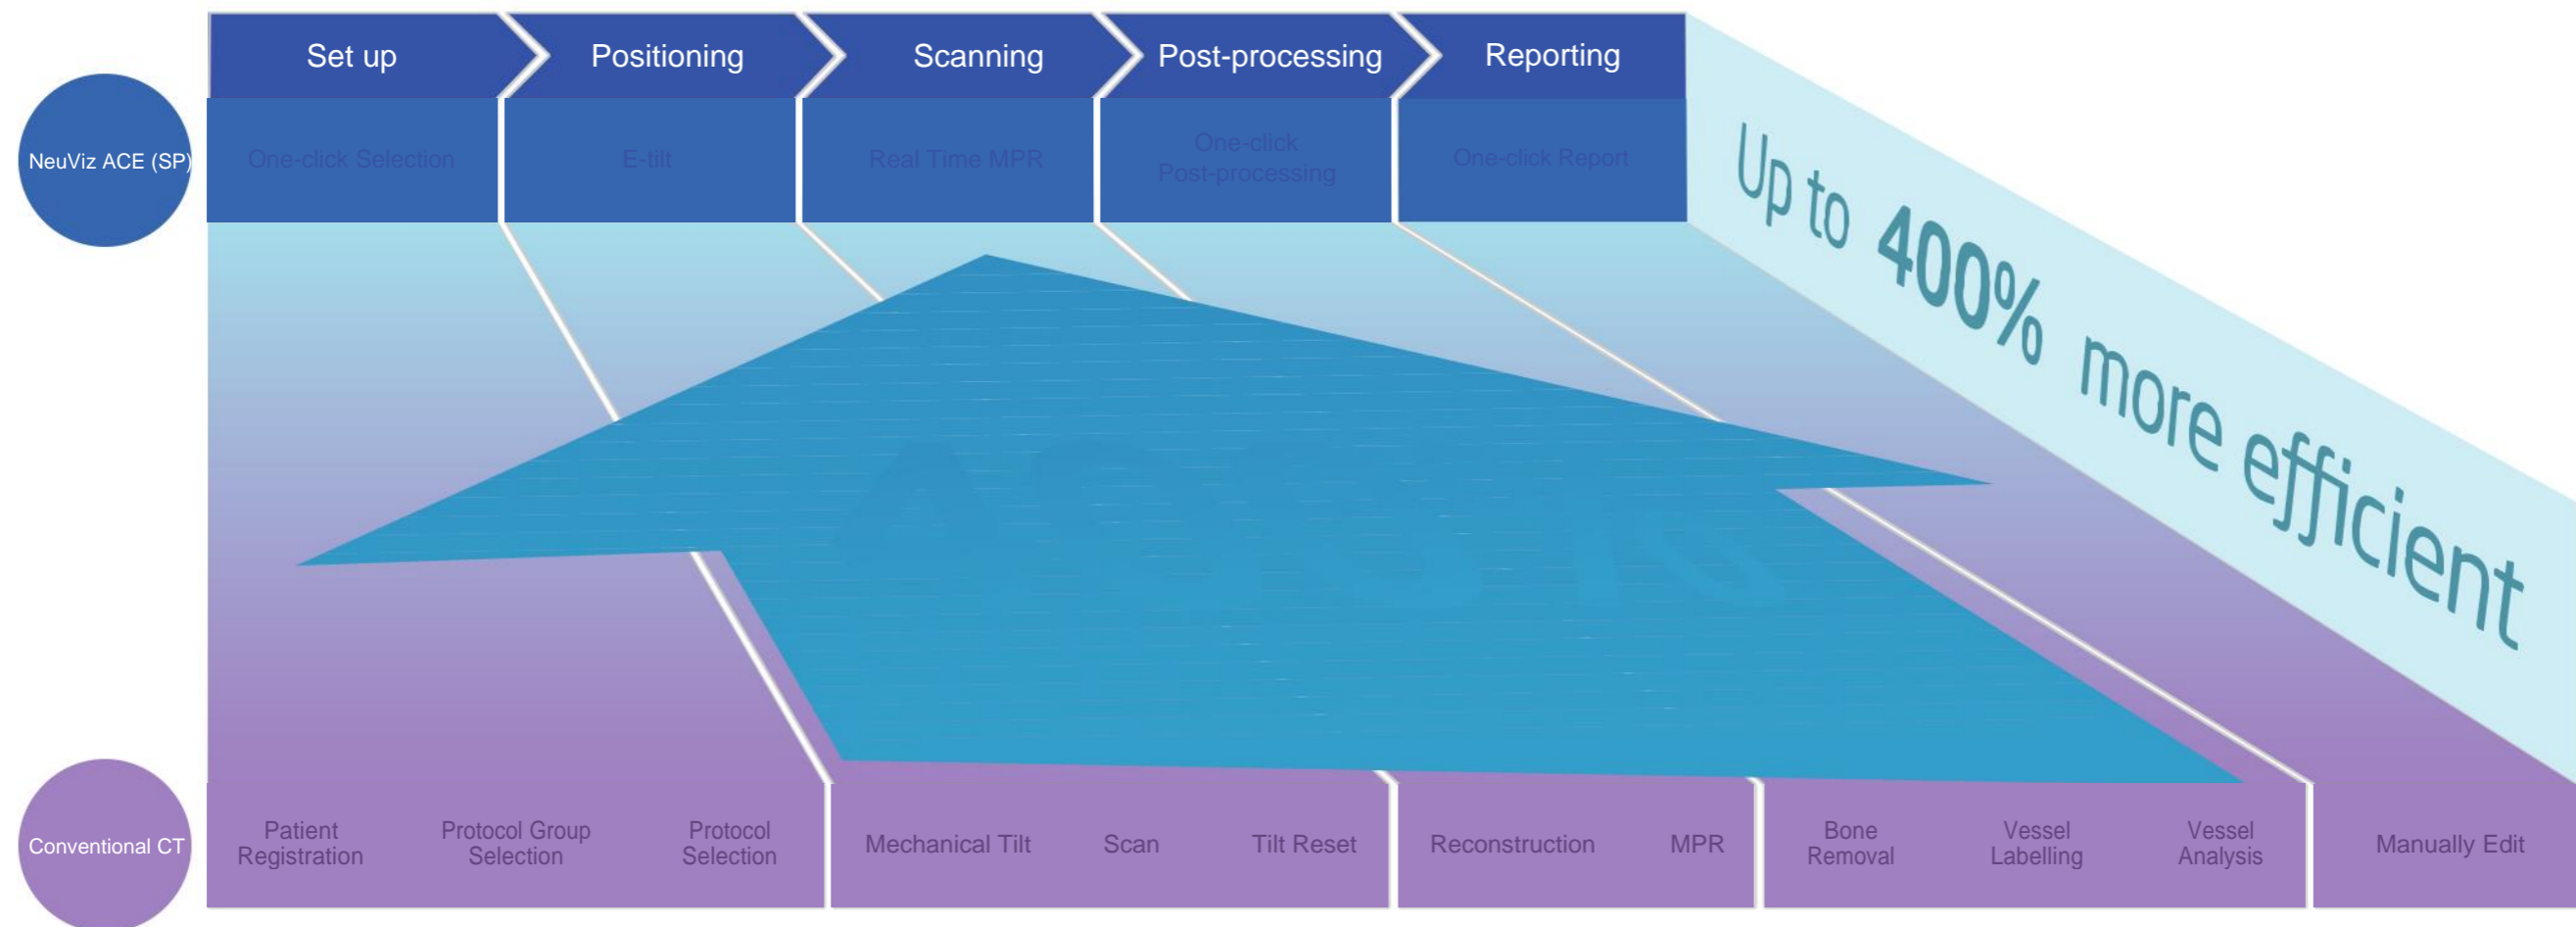 Set up
Positioning
Scanning
Post-processing
Reporting
NeuViz ACE (SP)
One-click Selection
E-tilt
Real Time MPR
One-click
Post-processing
One-click Report
Up to 400% more efficient
Conventional CT
Patient
Registration
Protocol Group
Selection
Protocol
Selection
Mechanical Tilt
Scan
Tilt Reset
Reconstruction
MPR
Bone
Removal
Vessel
Labelling
Vessel
Analysis
Manually Edit